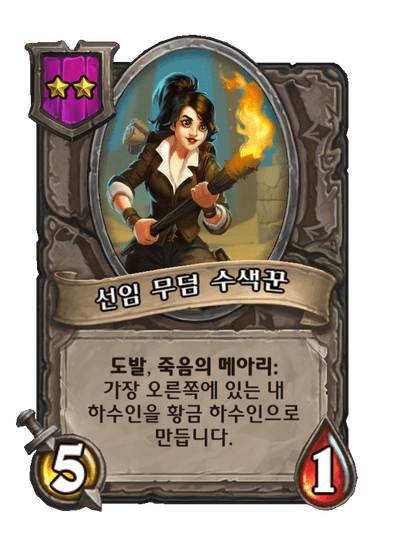 선임 무덤 수색꾼
도발, 죽음의 메아리:
가장 오른쪽에 있는 내
하수인을 황금 하수인으로
만듭니다.
5
1